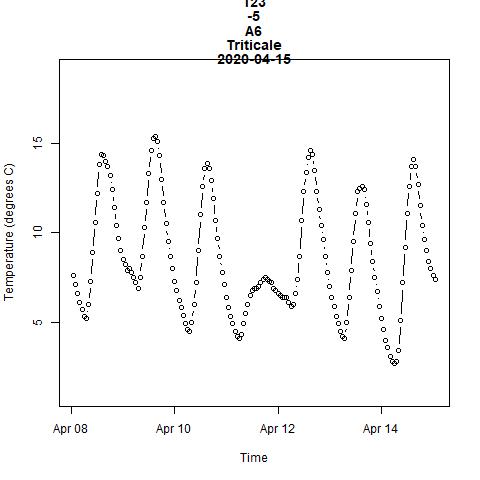 123
-5
A6
Triticale
2020-04-15
Temperature (degrees C)
15
10
5
Apr 08
Apr 10
Apr 12
Apr 14
Time